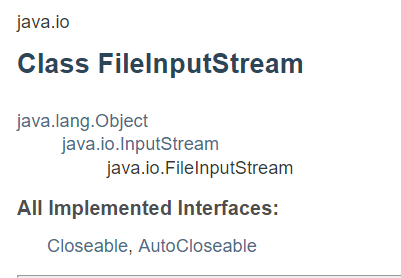 java.io
Class FileInputStream
java.lang.Object
java.io.InputStream
java.io.FileInputStream
All Implemented Interfaces:
Closeable, AutoCloseable